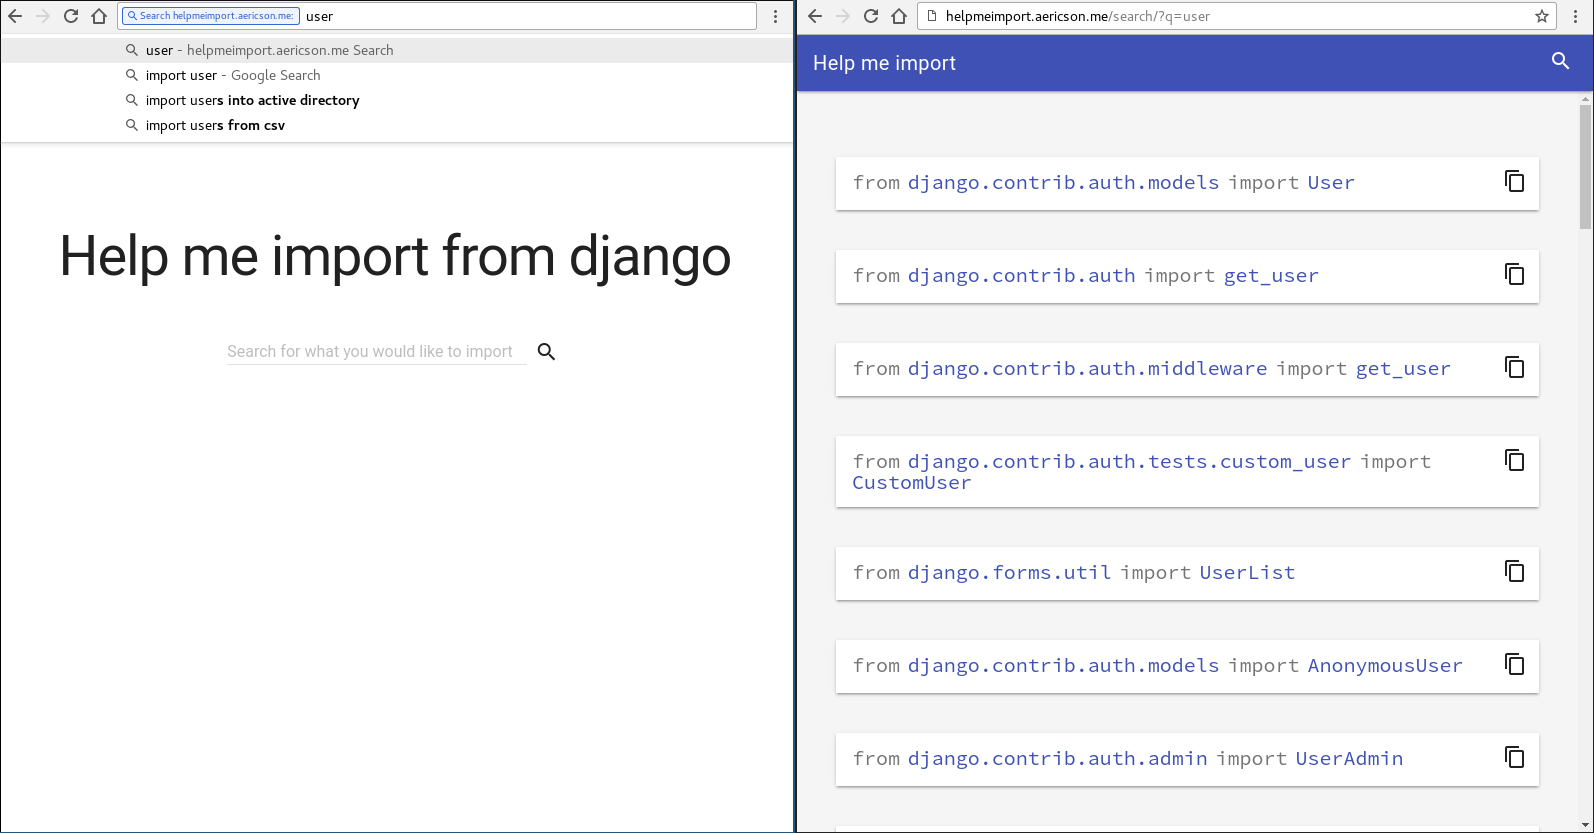 Search helpmeimport.aericson.me: user
user - helpmeimport.aericson.me Search
import user - Google Search
import users into active directory
import users from csv
Help me import from django
Search for what you would like to import
helpmeimport.aericson.me/search/?q=user
Help me import
from django.contrib.auth.models import User
from django.contrib.auth import get_user
from django.contrib.auth.middleware import get_user
from django.contrib.auth.tests.custom_user import
CustomUser
from django.forms.util import UserList
from django.contrib.auth.models import AnonymousUser
from django.contrib.auth.admin import UserAdmin